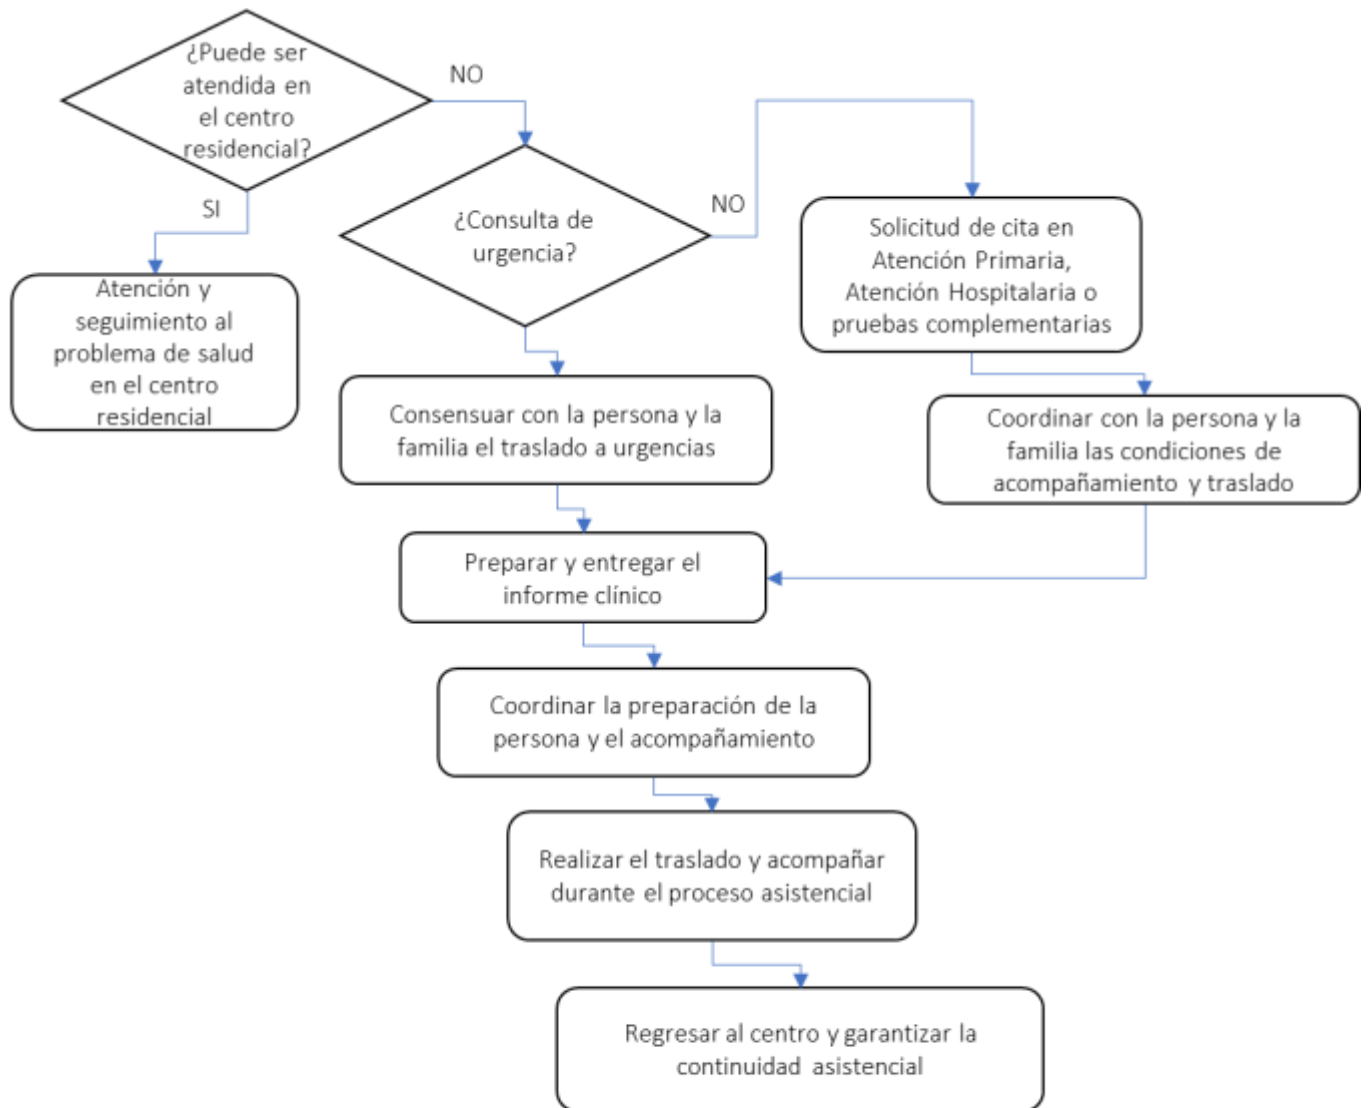 ¿Puede ser
atendida en
el centro
residencial?
NO
SI
¿Consulta de
urgencia?
NO
Solicitud de cita en
Atención Primaria,
Atención Hospitalaria o
pruebas complementarias
Atención y
seguimiento al
problema de salud
en el centro
residencial
Consensuar con la persona y la
familia el traslado a urgencias
Coordinar con la persona y la
familia las condiciones de
acompañamiento y traslado
Preparar y entregar el
informe clínico
Coordinar la preparación de la
persona y el acompañamiento
Realizar el traslado y acompañar
durante el proceso asistencial
Regresar al centro y garantizar la
continuidad asistencial